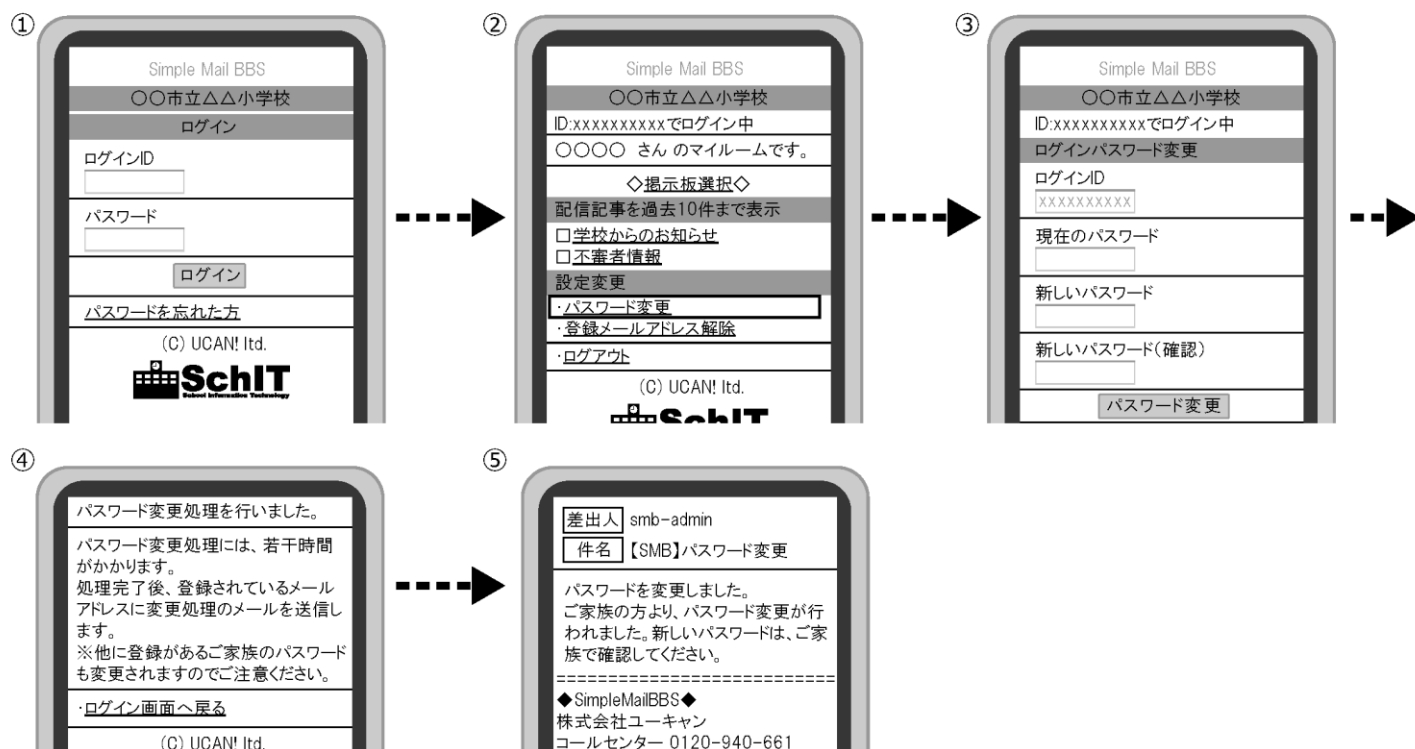 ①
Simple Mail BBS
〇〇市立△△小学校
ログイン
ログインID
パスワード
ログイン
パスワードを忘れた方
(C) UCAN! ltd.
SchIT
School Information Technology
②
Simple Mail BBS
〇〇市立△△小学校
ID:xxxxxxxxxxでログイン中
〇〇〇〇 さん のマイルームです。
◇掲示板選択◇
配信記事を過去10件まで表示
□学校からのお知らせ
□不審者情報
設定変更
・パスワード変更
・登録メールアドレス解除
・ログアウト
(C) UCAN! ltd.
SchIT
③
Simple Mail BBS
〇〇市立△△小学校
ID:xxxxxxxxxxでログイン中
ログインパスワード変更
ログインID
xxxxxxxxxx
現在のパスワード
新しいパスワード
新しいパスワード(確認)
パスワード変更
④
パスワード変更処理を行いました。
パスワード変更処理には、若干時間
がかかります。
処理完了後、登録されているメール
アドレスに変更処理のメールを送信し
ます。
※他に登録があるご家族のパスワード
も変更されますのでご注意ください。
・ログイン画面へ戻る
(C) UCAN! ltd.
⑤
差出人 smb-admin
件名 【SMB】パスワード変更
パスワードを変更しました。
ご家族の方より、パスワード変更が行
われました。新しいパスワードは、ご家
族で確認してください。
===========================
◆SimpleMailBBS◆
株式会社ユーキャン
コールセンター 0120-940-661